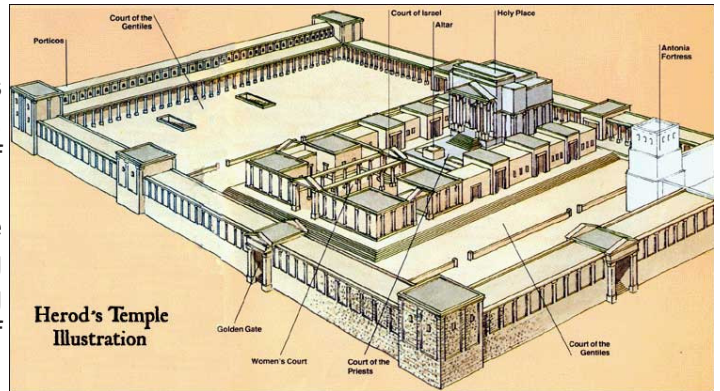 Court of the
Gentiles
Porticos
Court of Israel
Altar
Holy Place
Antonia
Fortress
Herod's Temple
Illustration
Golden Gate
Women's Court
Court of the
Priests
Court of the
Gentiles